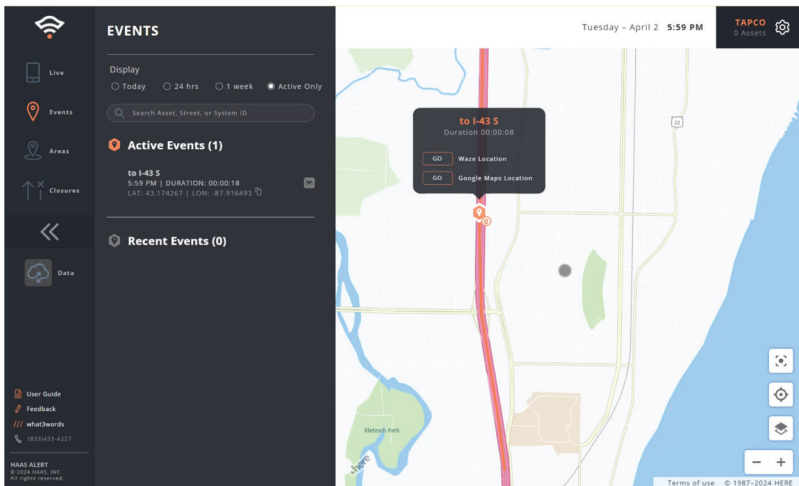 Live
Events
Areas
Closures
Data
User Guide
Feedback
/// what3words
(833)433-4227
HAAS ALERT
© 2024 HAAS, INC.
All rights reserved.
EVENTS
Display
Today 24 hrs 1 week Active Only
Search Asset, Street, or System ID
Active Events (1)
to I-43 S
5:59 PM | DURATION: 00:00:18
LAT: 43.174267 | LON: -87.916493
Recent Events (0)
Tuesday – April 2 5:59 PM
TAPCO
0 Assets
to I-43 S
Duration 00:00:08
GO Waze Location
GO Google Maps Location
32
Kletzsch Park
here
Terms of use © 1987–2024 HERE